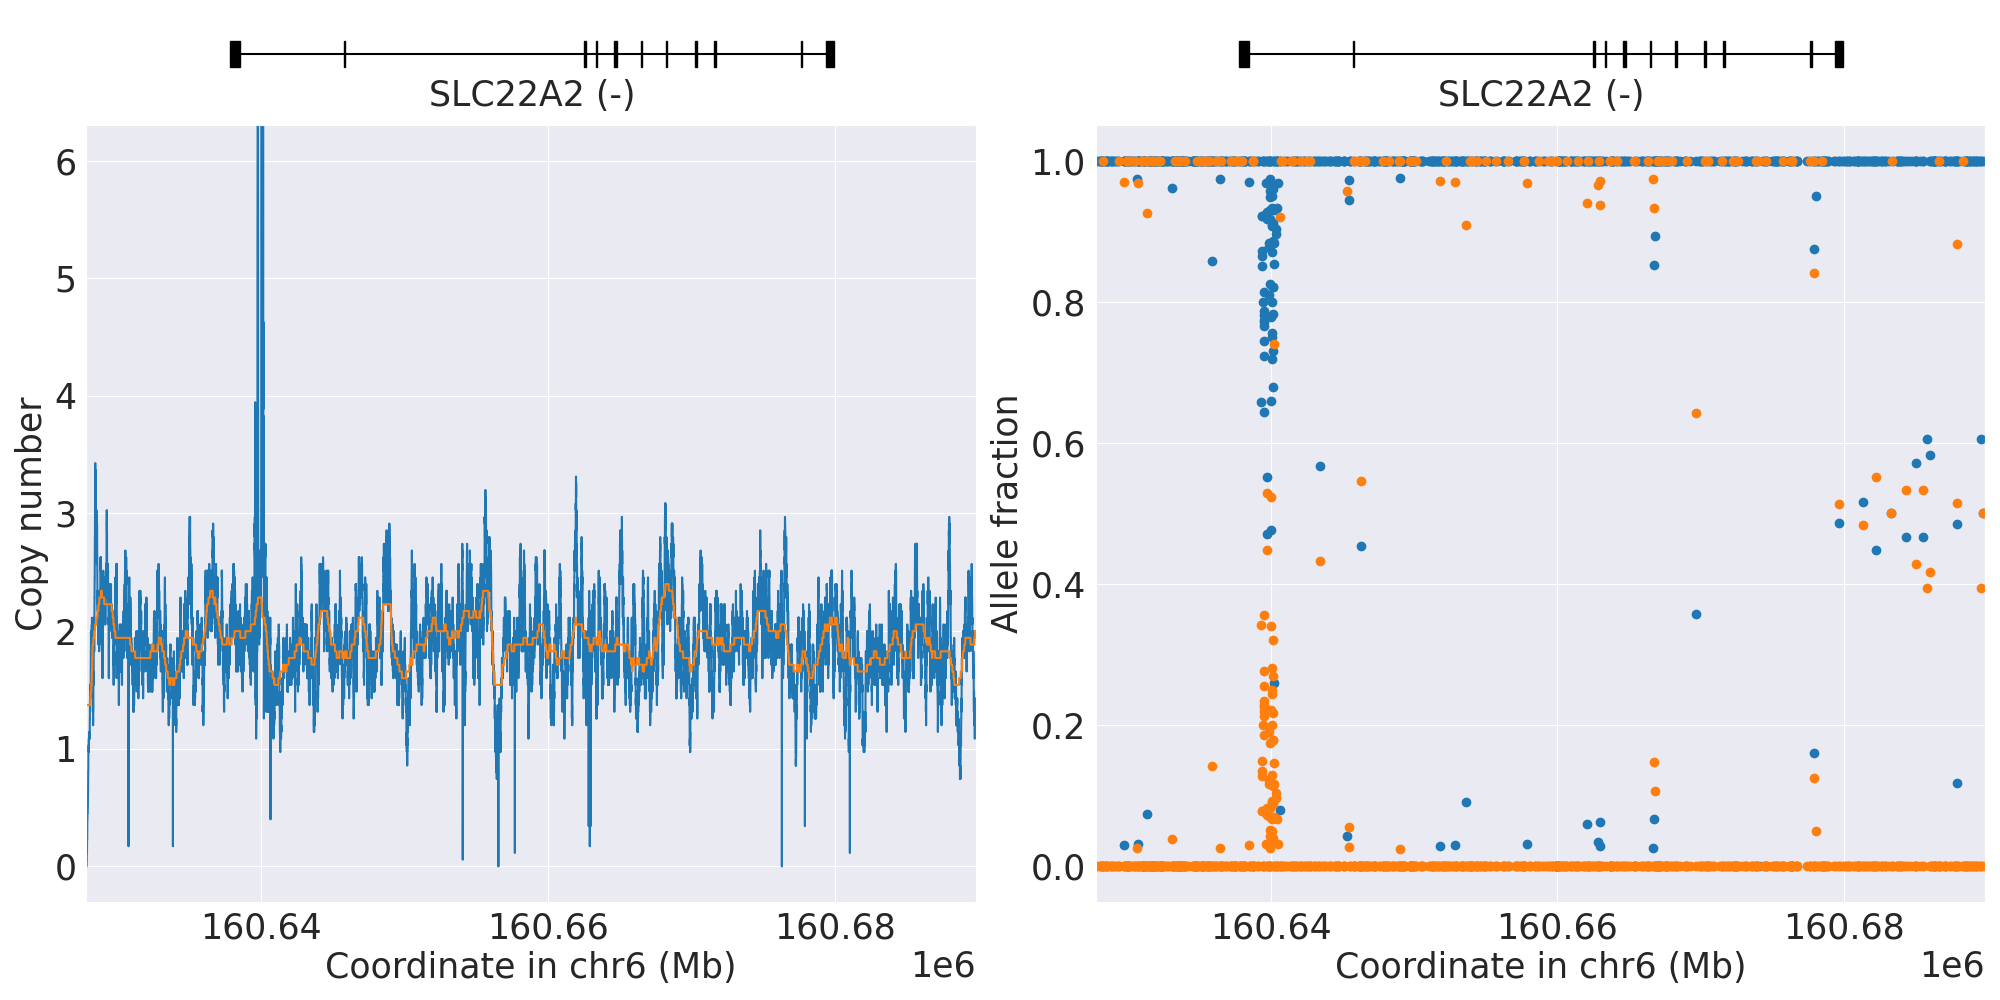 SLC22A2 (-)
6
5
4
3
2
1
0
Copy number
160.64
160.66
160.68
Coordinate in chr6 (Mb)
1e6
SLC22A2 (-)
1.0
0.8
0.6
0.4
0.2
0.0
Allele fraction
160.64
160.66
160.68
Coordinate in chr6 (Mb)
1e6